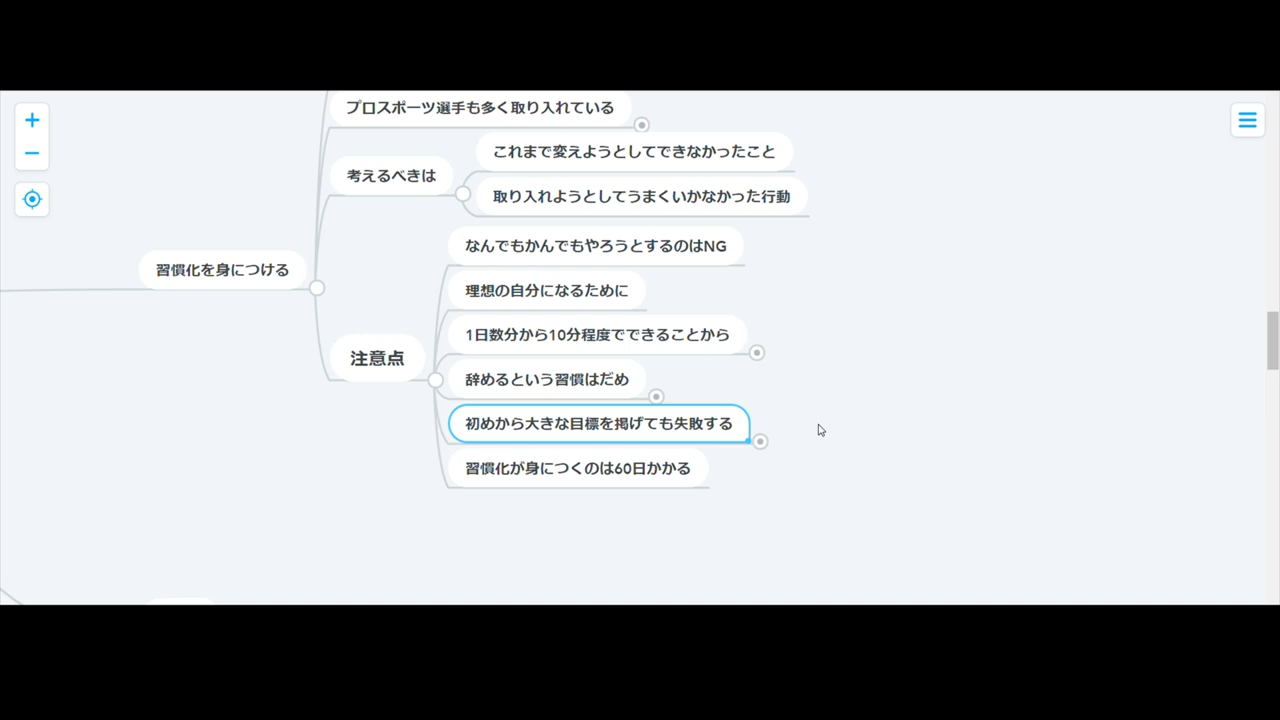 プロスポーツ選手も多く取り入れている
考えるべきは
これまで変えようとしてできなかったこと
取り入れようとしてうまくいかなかった行動
習慣化を身につける
注意点
なんでもかんでもやろうとするのはNG
理想の自分になるために
1日数分から10分程度でできることから
辞めるという習慣はだめ
初めから大きな目標を掲げても失敗する
習慣化が身につくのは60日かかる